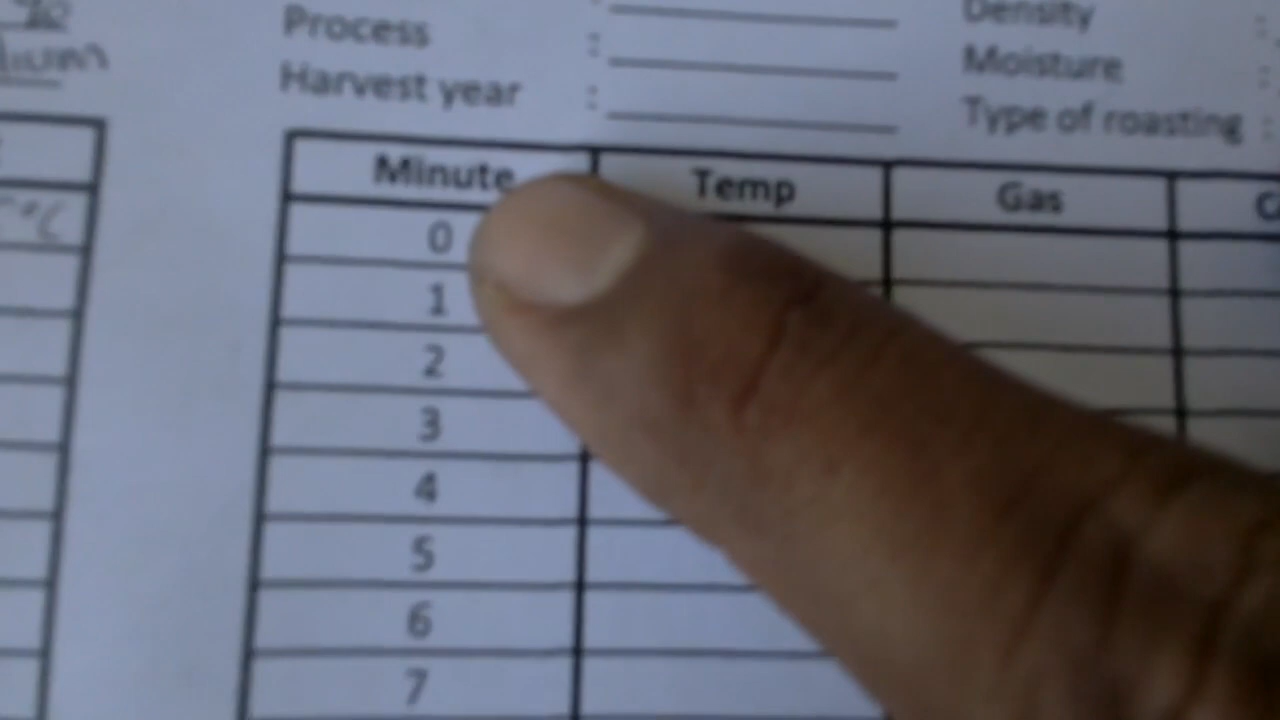 Density
Process :
Moisture :
Harvest year :
Type of roasting :
Minute Temp Gas
°C
0
1
2
3
4
5
6
7